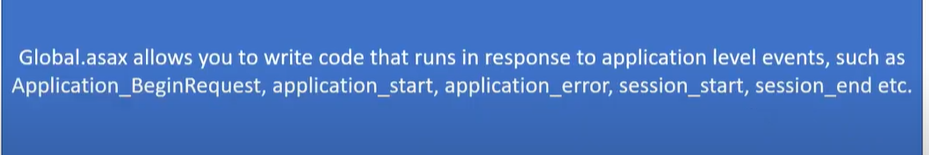 Global.asax allows you to write code that runs in response to application level events, such as
Application_BeginRequest, application_start, application_error, session_start, session_end etc.